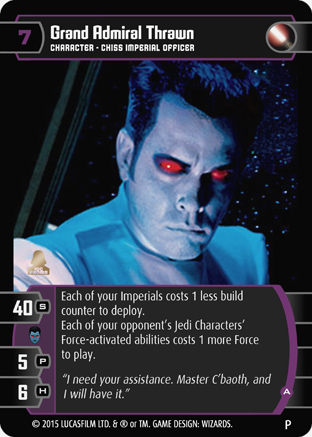 7
Grand Admiral Thrawn
CHARACTER - CHISS IMPERIAL OFFICER
40 S
Each of your Imperials costs 1 less build
counter to deploy.
Each of your opponent's Jedi Characters'
Force-activated abilities costs 1 more Force
to play.
5 P
6 H
"I need your assistance. Master C'baoth, and
I will have it."
A
© 2015 LUCASFILM LTD. & ® or TM. GAME DESIGN: WIZARDS.
P